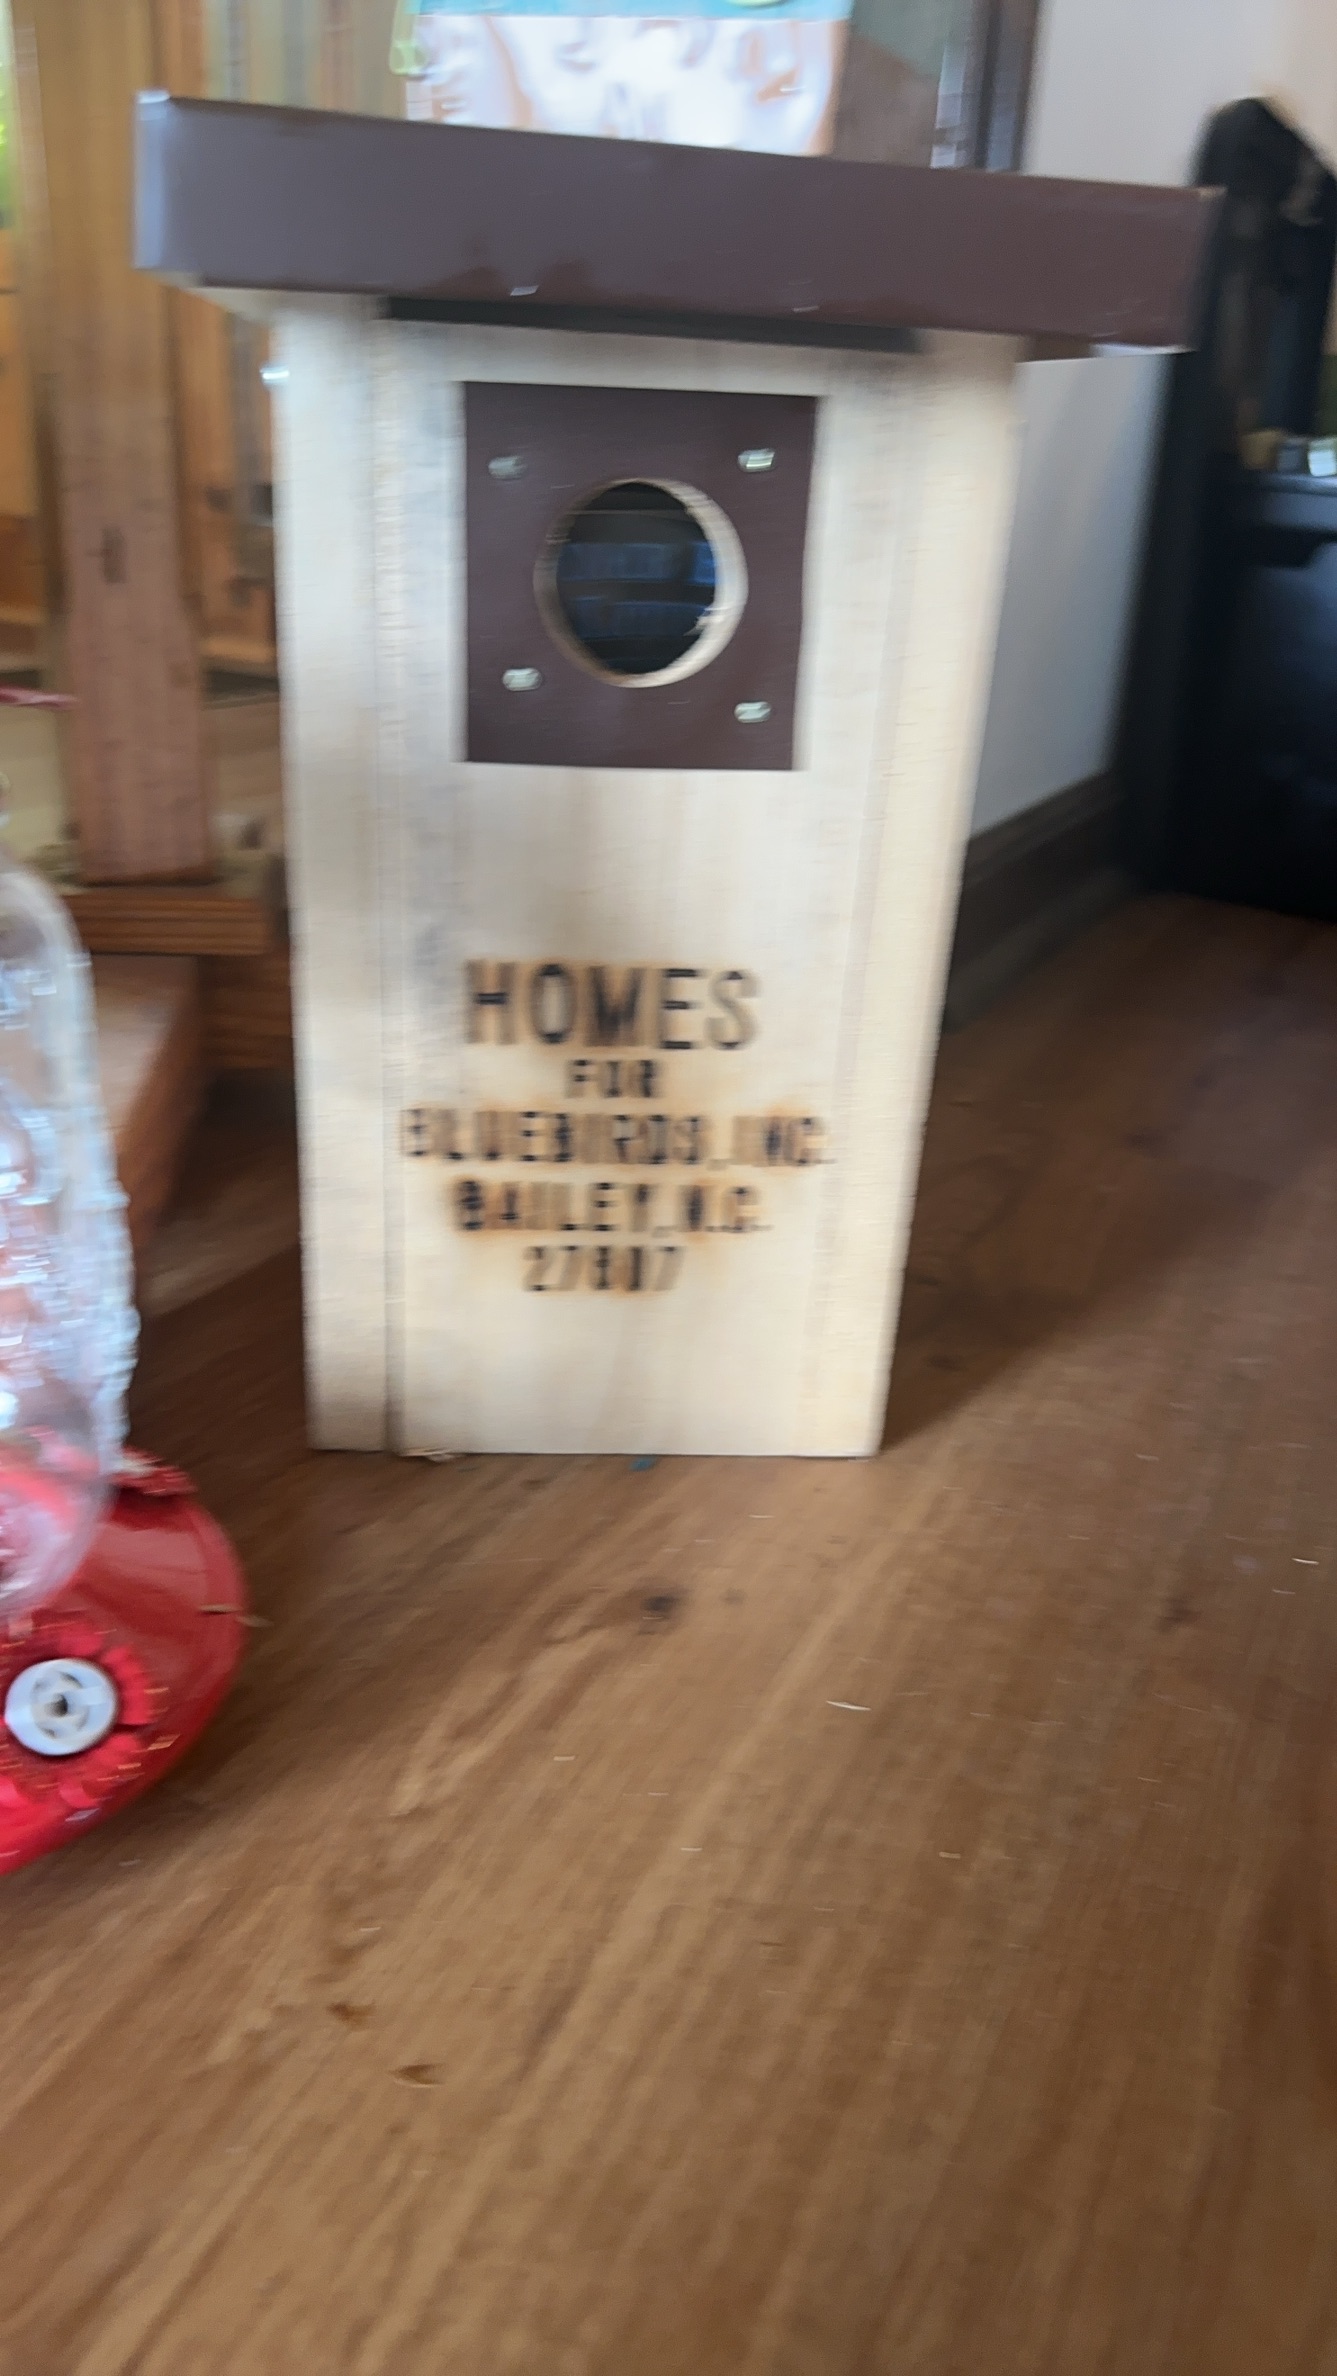 HOMES
FOR
BLUEBIRDS, INC.
BAILEY, N.C.
27807